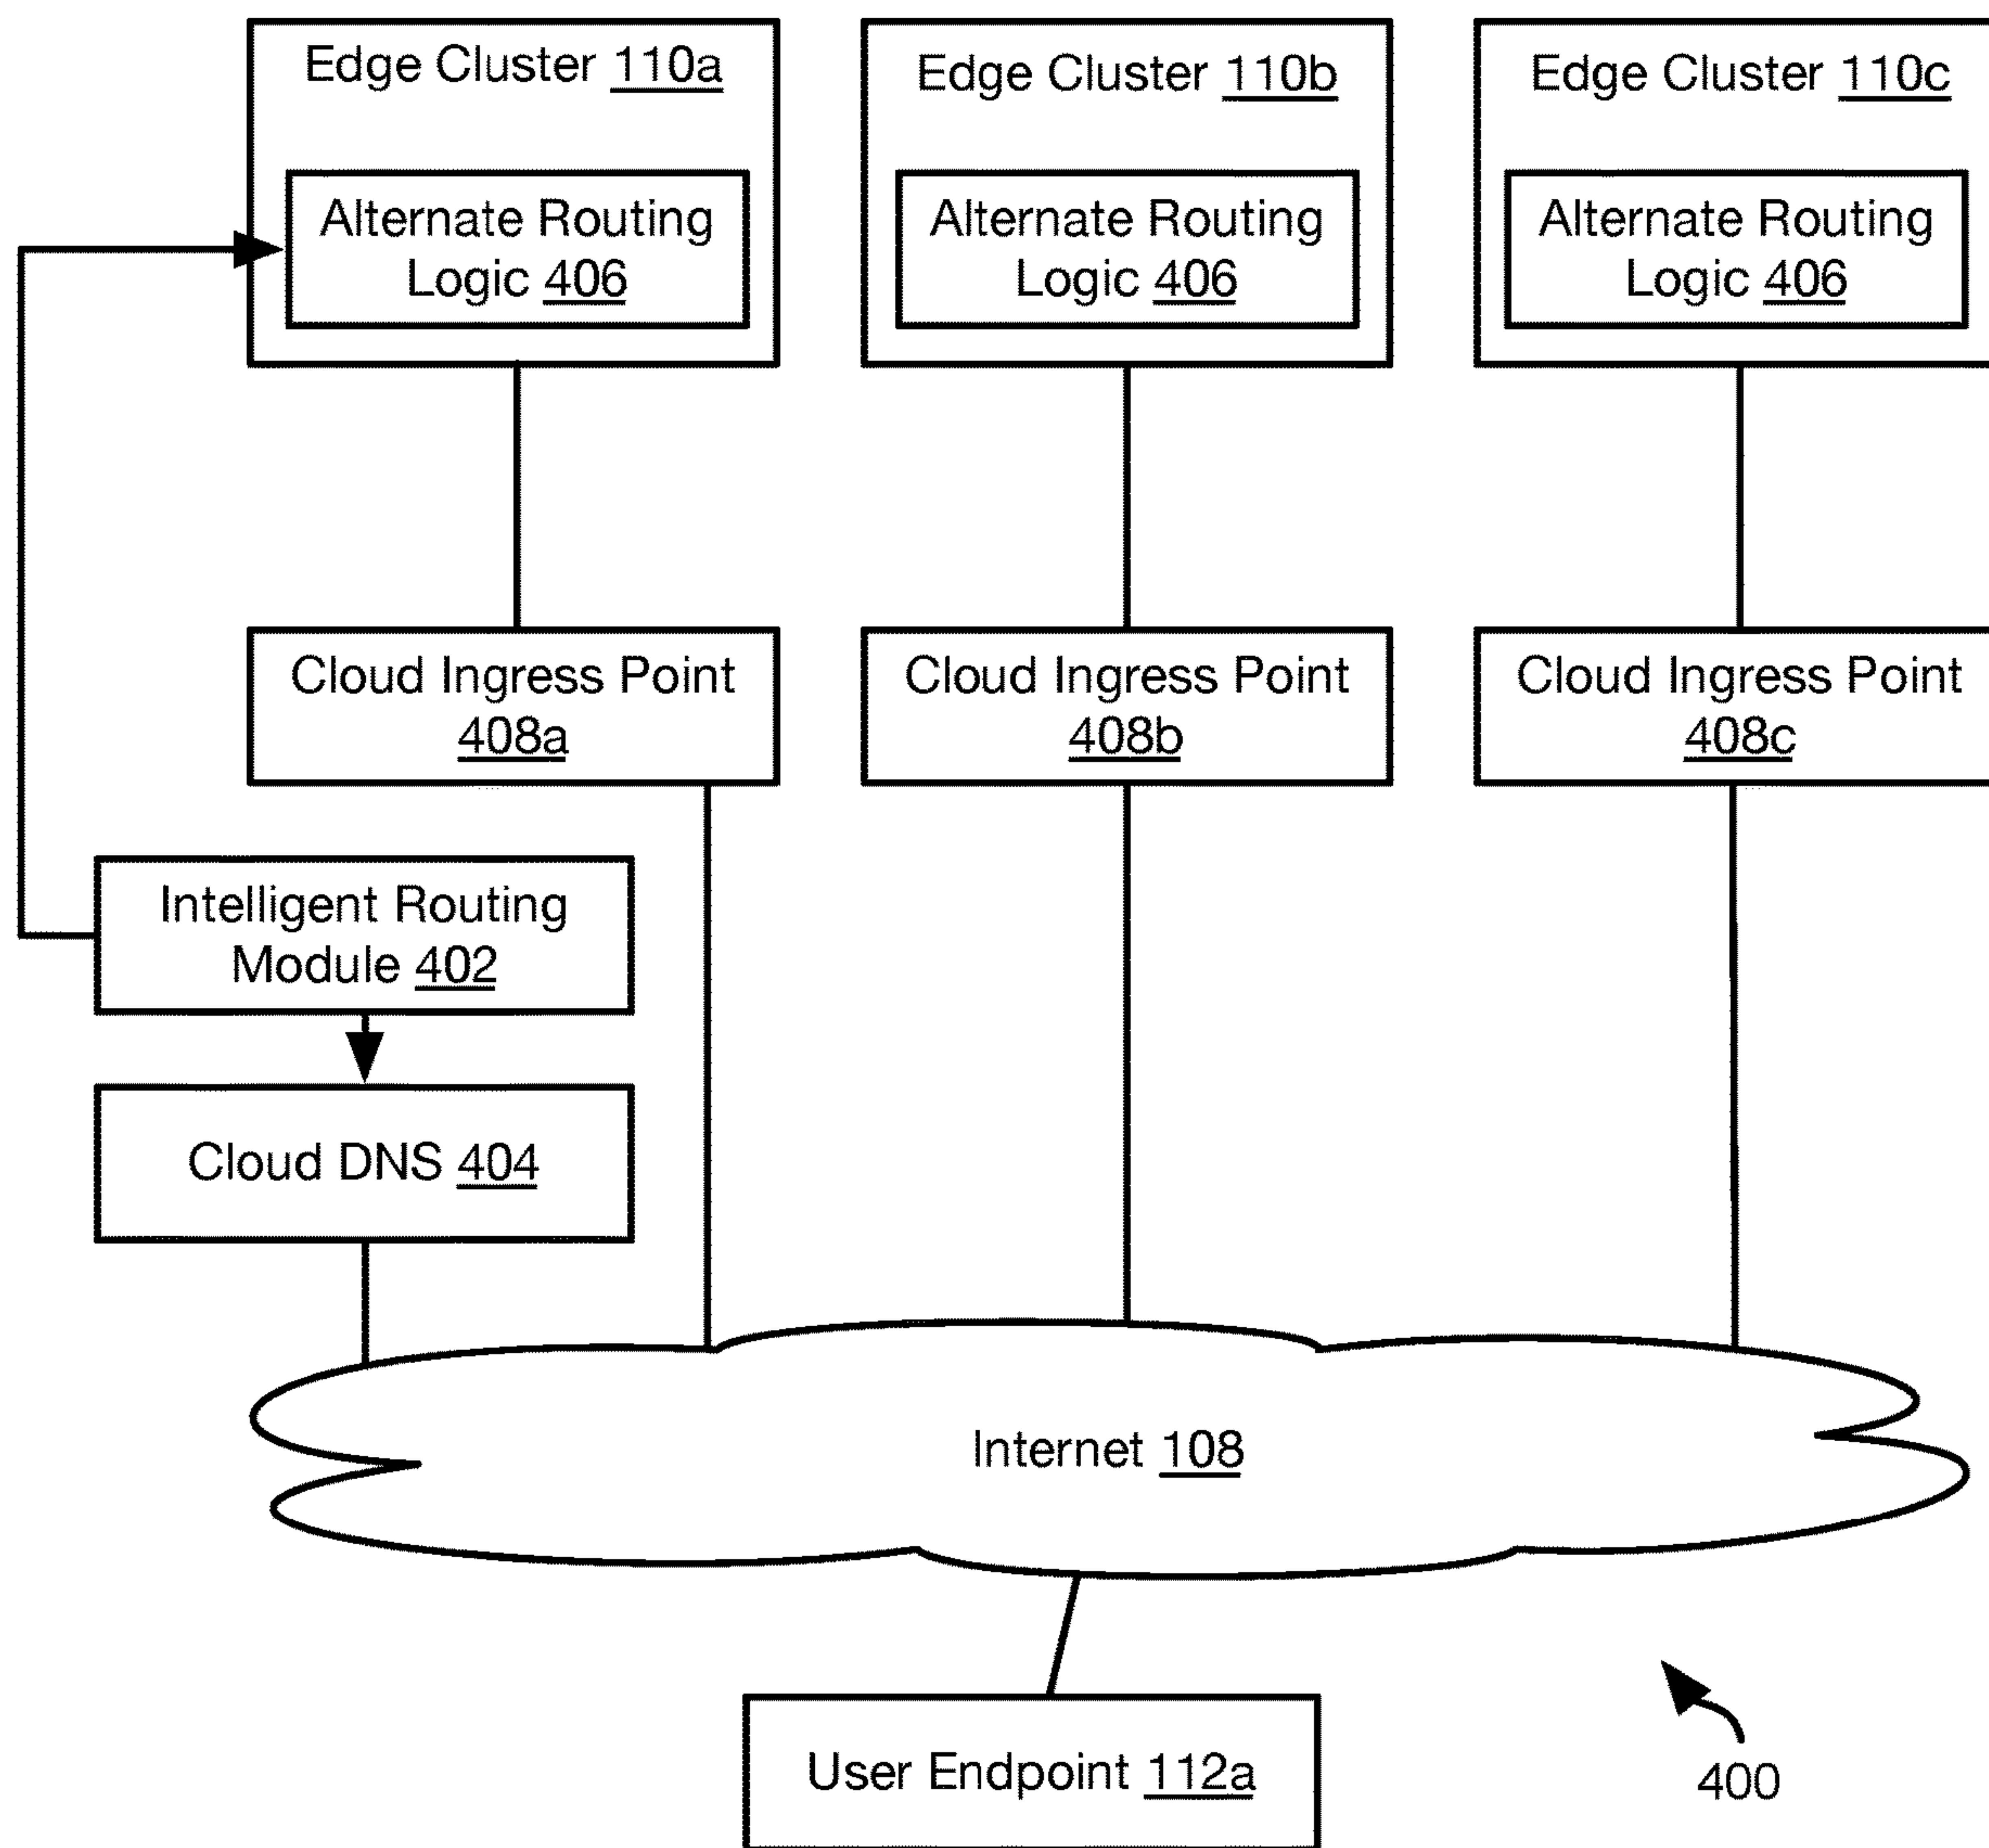 Edge Cluster 110a
Alternate Routing
Logic 406
Edge Cluster 110b
Alternate Routing
Logic 406
Edge Cluster 110c
Alternate Routing
Logic 406
Cloud Ingress Point
408a
Cloud Ingress Point
408b
Cloud Ingress Point
408c
Intelligent Routing
Module 402
Cloud DNS 404
Internet 108
User Endpoint 112a
400